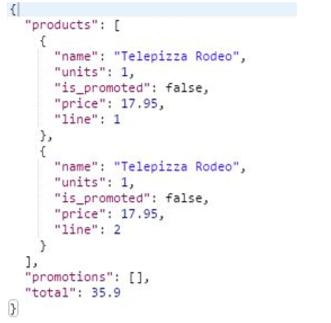 {
"products": [
{
"name": "Telepizza Rodeo",
"units": 1,
"is_promoted": false,
"price": 17.95,
"line": 1
},
{
"name": "Telepizza Rodeo",
"units": 1,
"is_promoted": false,
"price": 17.95,
"line": 2
}
],
"promotions": [],
"total": 35.9
}